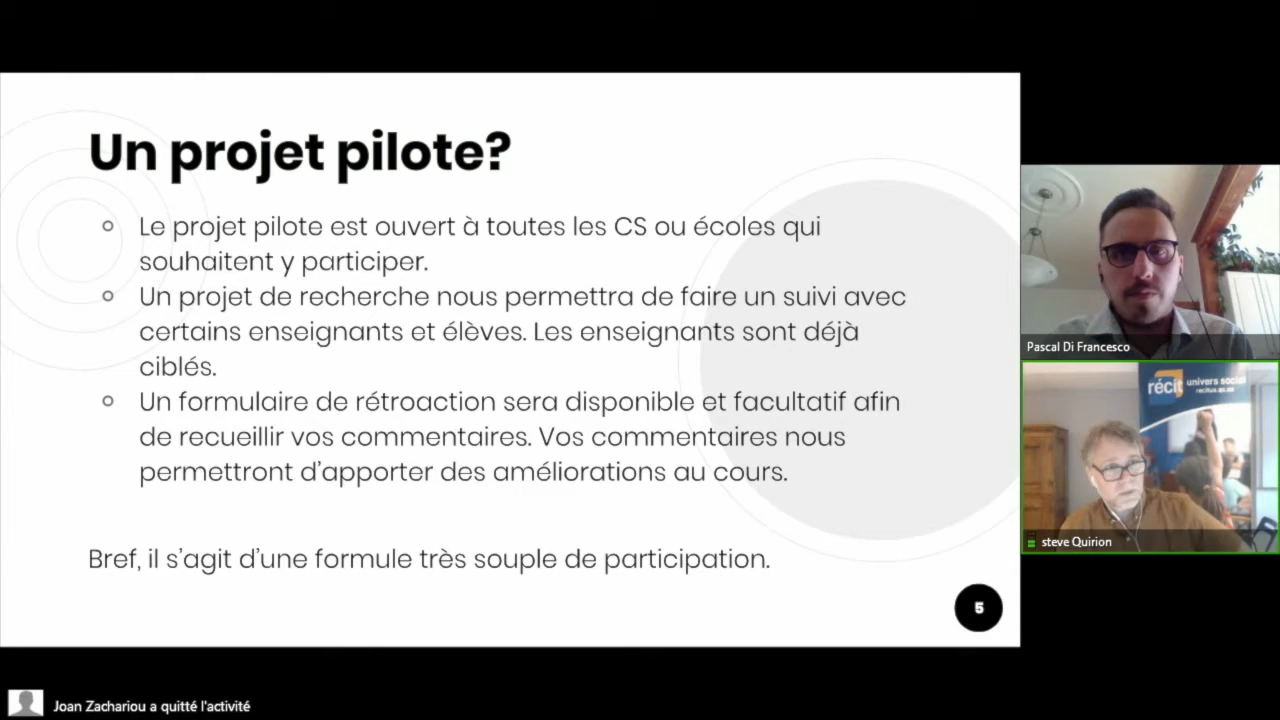 Un projet pilote?
Le projet pilote est ouvert à toutes les CS ou écoles qui
souhaitent y participer.
Un projet de recherche nous permettra de faire un suivi avec
certains enseignants et élèves. Les enseignants sont déjà
ciblés.
Un formulaire de rétroaction sera disponible et facultatif afin
de recueillir vos commentaires. Vos commentaires nous
permettront d'apporter des améliorations au cours.
Bref, il s'agit d'une formule très souple de participation.
5
Pascal Di Francesco
récit univers social
recitus.qc.ca
steve Quirion
Joan Zachariou a quitté l'activité